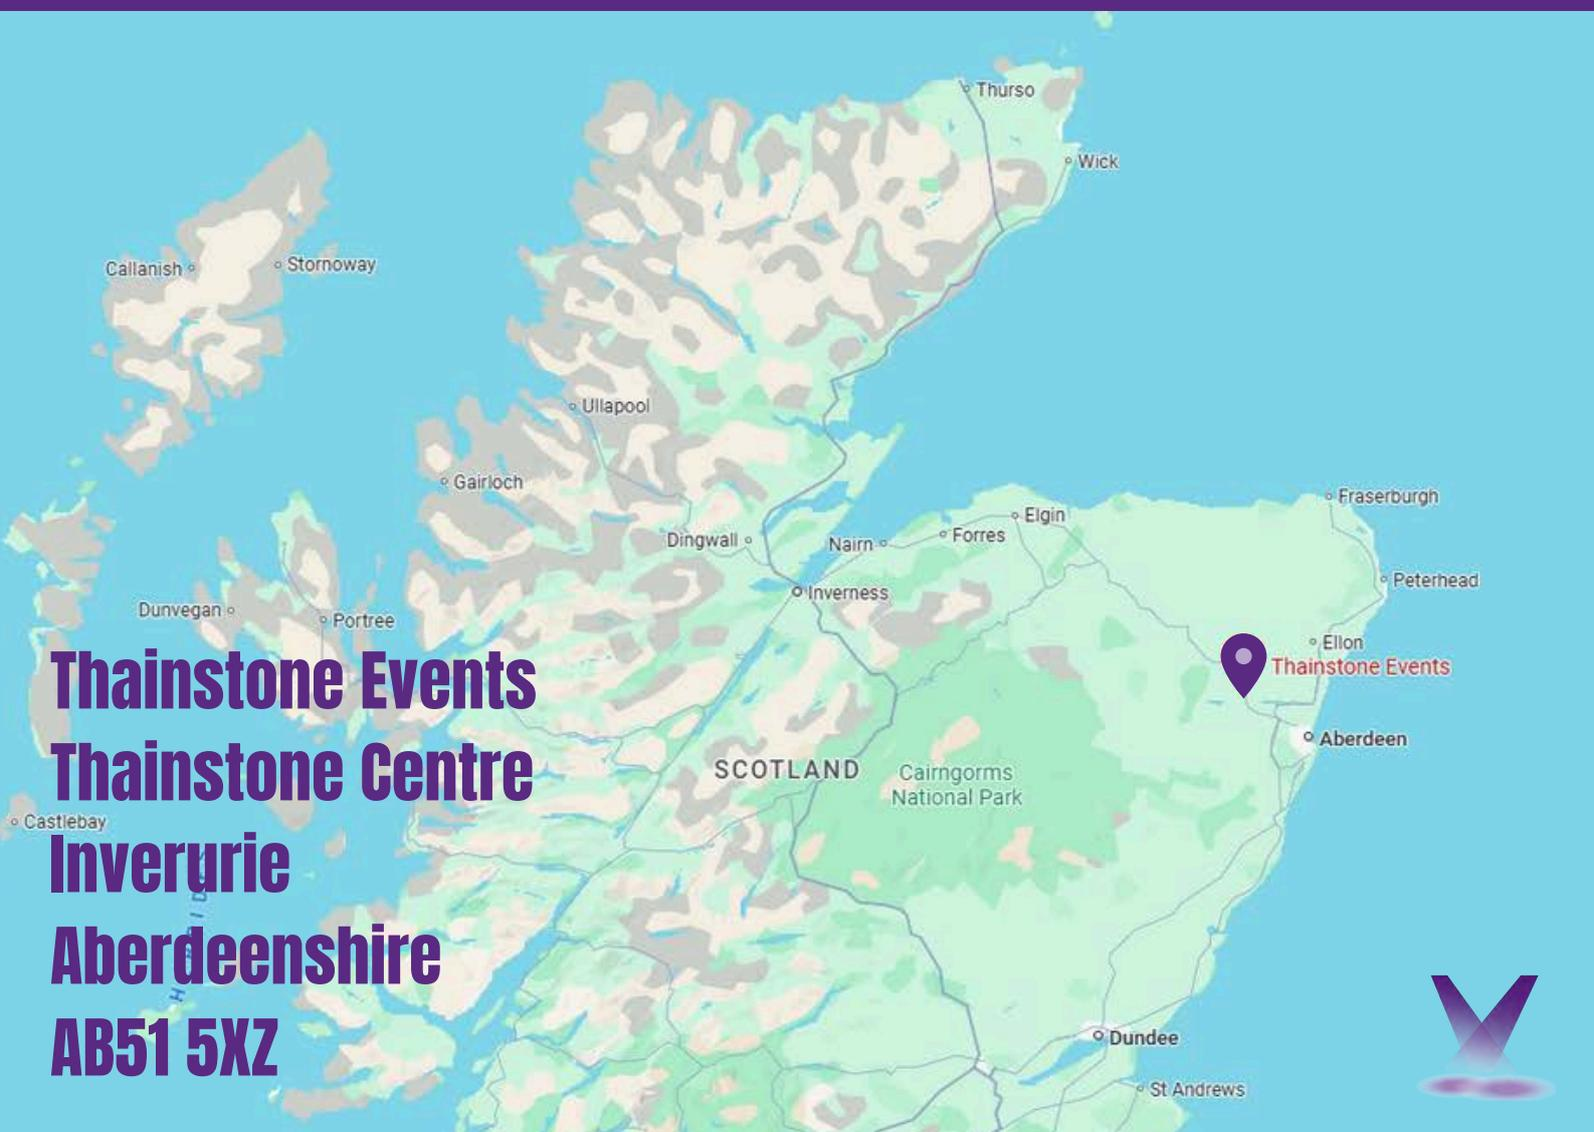 Thurso
Wick
Callanish
Stornoway
Ullapool
Gairloch
Fraserburgh
Elgin
Forres
Nairn
Dingwall
Peterhead
Inverness
Dunvegan
Portree
Ellon
Thainstone Events
Aberdeen
SCOTLAND
Cairngorms
National Park
Castlebay
Thainstone Events
Thainstone Centre
Inverurie
Aberdeenshire
AB51 5XZ
Dundee
St Andrews